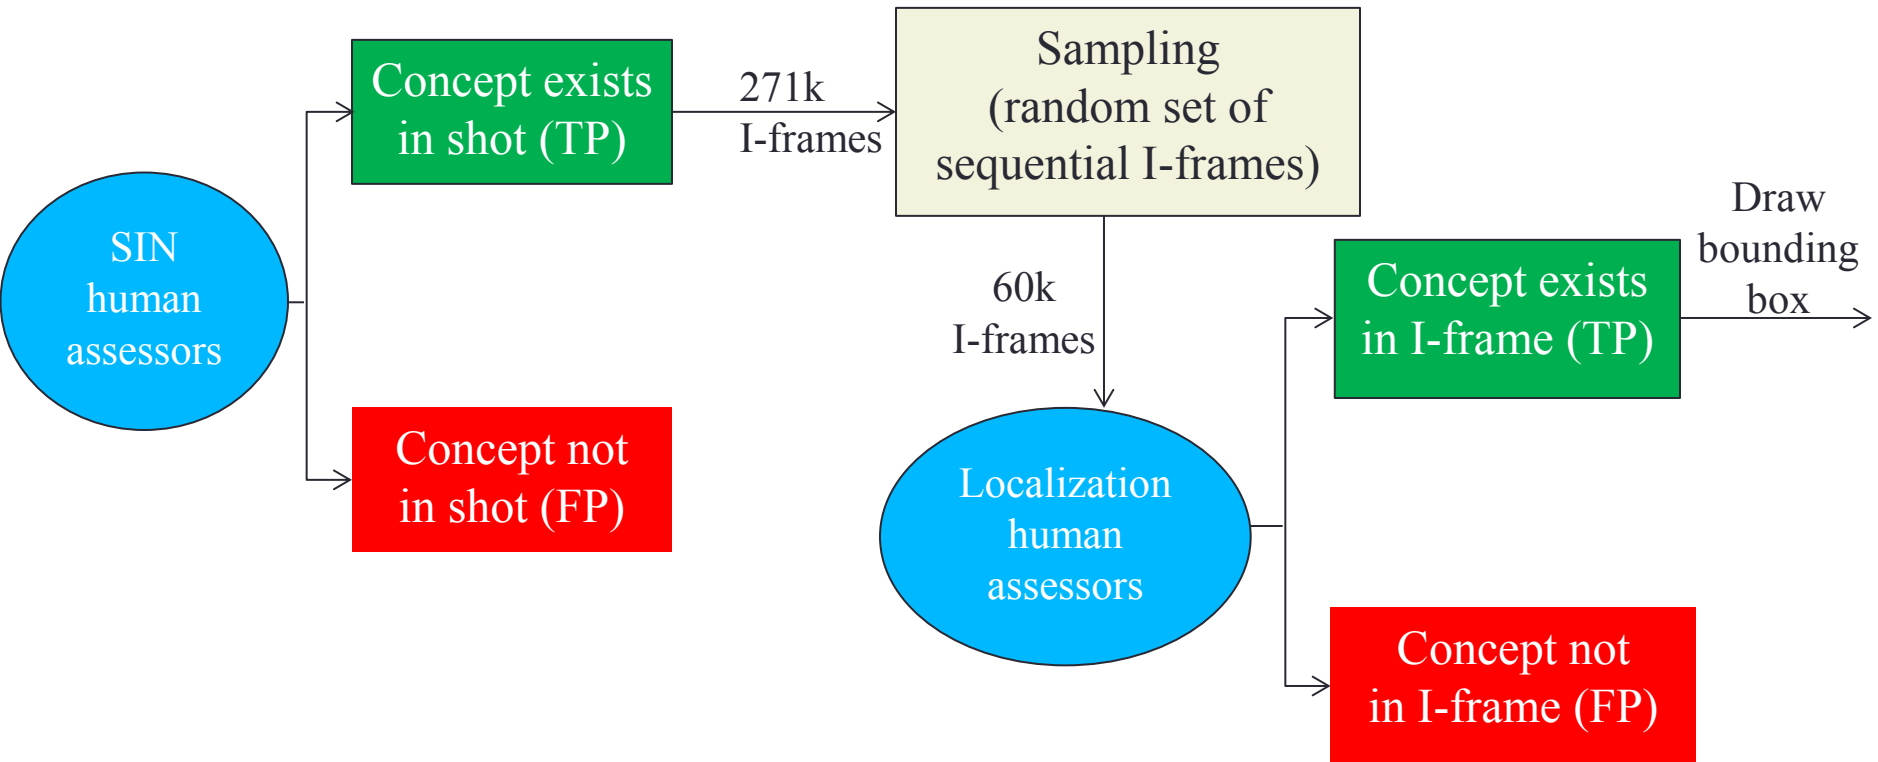 SIN
human
assessors
Concept exists
in shot (TP)
Concept not
in shot (FP)
271k
I-frames
Sampling
(random set of
sequential I-frames)
60k
I-frames
Localization
human
assessors
Concept exists
in I-frame (TP)
Concept not
in I-frame (FP)
Draw
bounding
box